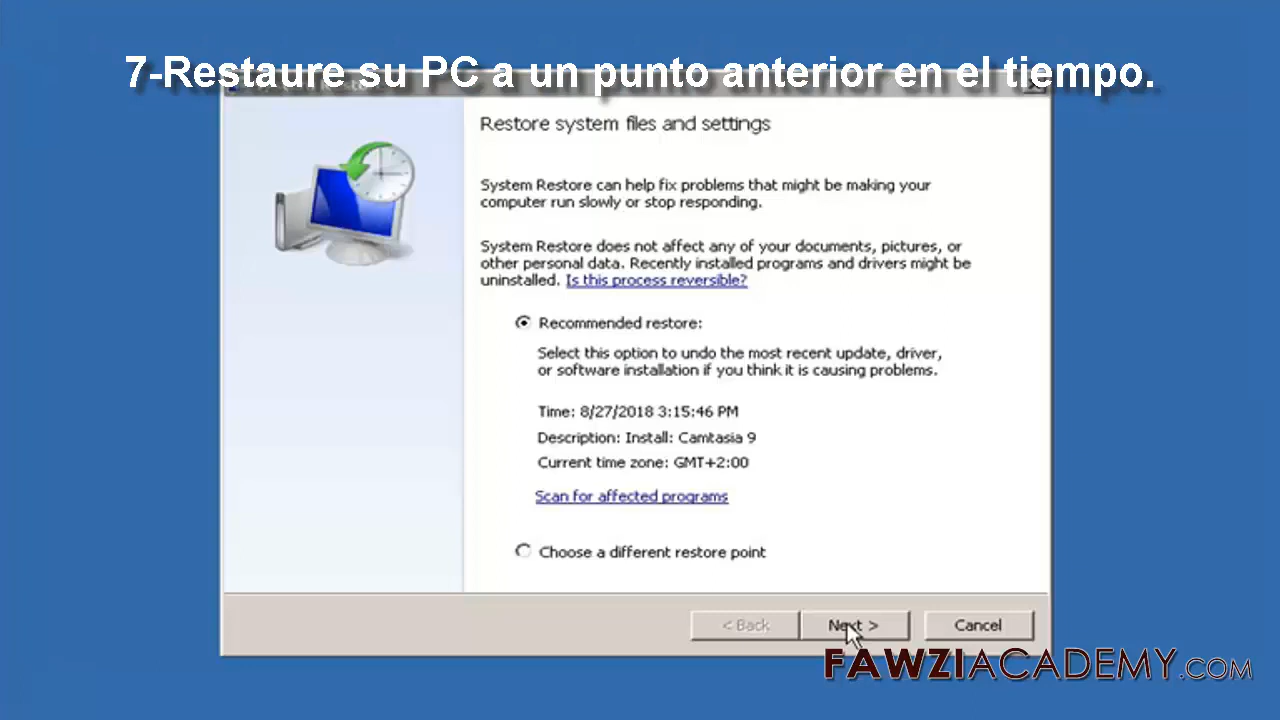 7-Restaure su PC a un punto anterior en el tiempo.
Restore system files and settings
System Restore can help fix problems that might be making your
computer run slowly or stop responding.
System Restore does not affect any of your documents, pictures, or
other personal data. Recently installed programs and drivers might be
uninstalled. Is this process reversible?
Recommended restore:
Select this option to undo the most recent update, driver,
or software installation if you think it is causing problems.
Time: 8/27/2018 3:15:46 PM
Description: Install: Camtasia 9
Current time zone: GMT+2:00
Scan for affected programs
Choose a different restore point
< Back Next > Cancel
FAWZIACADEMY.COM